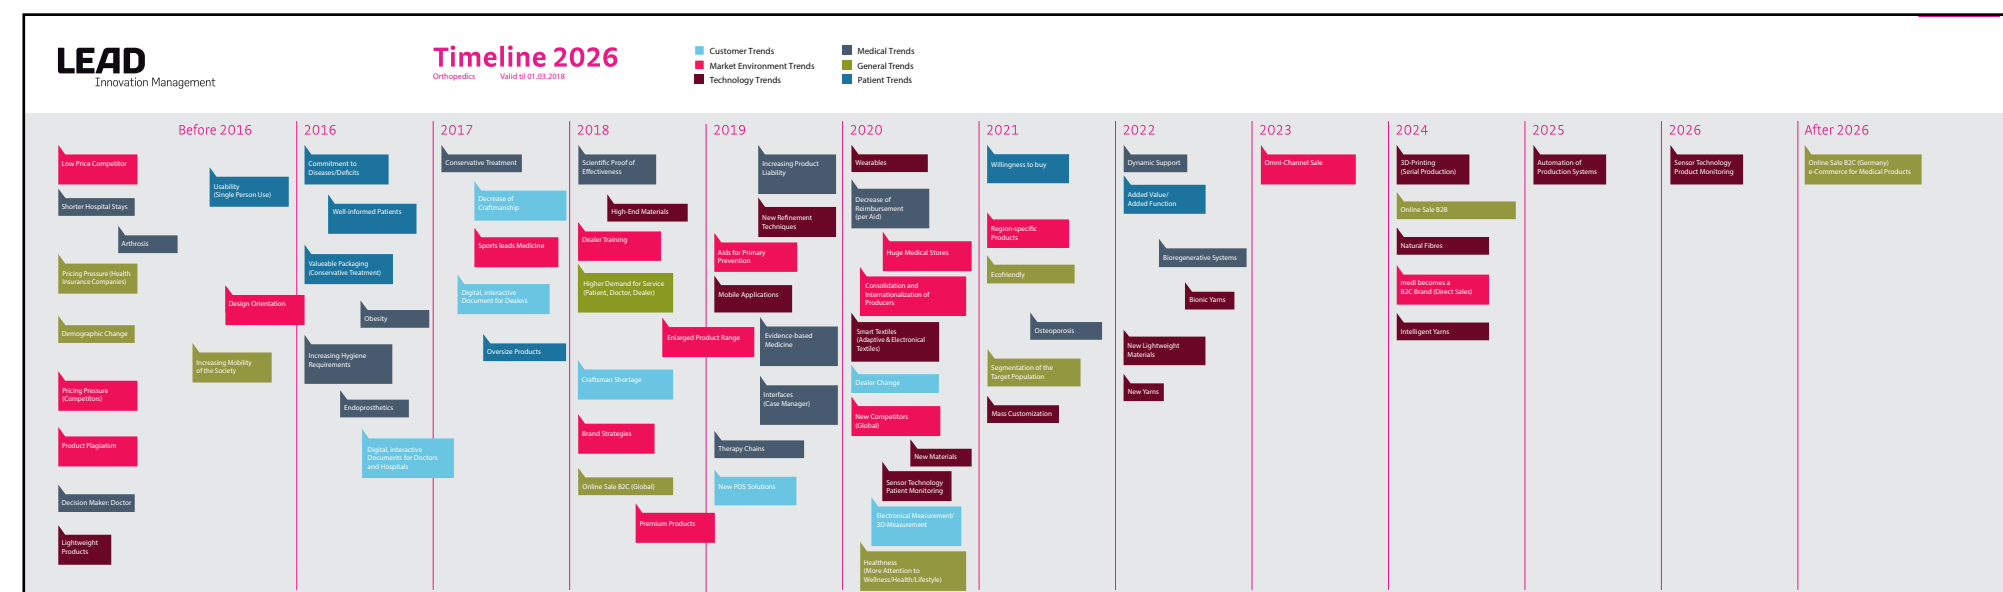 LEAD
Innovation Management
Timeline 2026
Orthopedics Valid til 01.03.2018
Customer Trends
Market Environment Trends
Technology Trends
Medical Trends
General Trends
Patient Trends
Before 2016
Low Price Competitor
Shorter Hospital Stays
Arthrosis
Pricing Pressure (Health
Insurance Companies)
Demographic Change
Pricing Pressure
(Competitors)
Product Plagiarism
Decision Maker: Doctor
Lightweight
Products
Usability
(Single Person Use)
Design Orientation
Increasing Mobility
of the Society
2016
Commitment to
Diseases/Deficits
Well-informed Patients
Valueable Packaging
(Conservative Treatment)
Obesity
Increasing Hygiene
Requirements
Endoprosthetics
Digital, interactive
Documents for Doctors
and Hospitals
2017
Conservative Treatment
Decrease of
Craftmanship
Sports leads Medicine
Digital, interactive
Document for Dealers
Oversize Products
2018
Scientific Proof of
Effectiveness
High-End Materials
Dealer Training
Higher Demand for Service
(Patient, Doctor, Dealer)
Enlarged Product Range
Craftsman Shortage
Brand Strategies
Online Sale B2C (Global)
Premium Products
2019
Increasing Product
Liability
New Refinement
Techniques
Aids for Primary
Prevention
Mobile Applications
Evidence-based
Medicine
Interfaces
(Case Manager)
Therapy Chains
New POS Solutions
2020
Wearables
Decrease of
Reimbursement
(per Aid)
Huge Medical Stores
Consolidation and
Internationalization of
Producers
Smart Textiles
(Adaptive & Electronical
Textiles)
Dealer Change
New Competitors
(Global)
New Materials
Sensor Technology
Patient Monitoring
Electronical Measurement/
3D-Measurement
Healthness
(More Attention to
Wellness/Health/Lifestyle)
2021
Willingness to buy
Region-specific
Products
Ecofriendly
Osteoporosis
Segmentation of the
Target Population
Mass Customization
2022
Dynamic Support
Added Value/
Added Function
Bioregenerative Systems
Bionic Yarns
New Lightweight
Materials
New Yarns
2023
Omni-Channel Sale
2024
3D-Printing
(Serial Production)
Online Sale B2B
Natural Fibres
medi becomes a
B2C Brand (Direct Sales)
Intelligent Yarns
2025
Automation of
Production Systems
2026
Sensor Technology
Product Monitoring
After 2026
Online Sale B2C (Germany)
e-Commerce for Medical Products